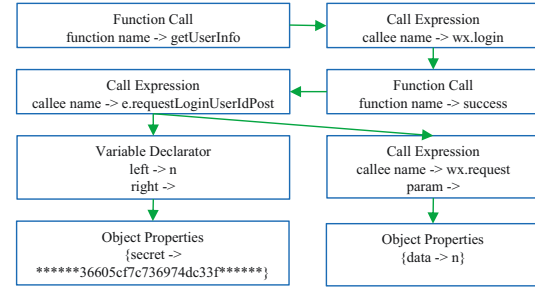 Function Call
function name -> getUserInfo
Call Expression
callee name -> wx.login
Call Expression
callee name -> e.requestLoginUserIdPost
Function Call
function name -> success
Variable Declarator
left -> n
right ->
Call Expression
callee name -> wx.request
param ->
Object Properties
{secret ->
******36605cf7c736974dc33f******}
Object Properties
{data -> n}